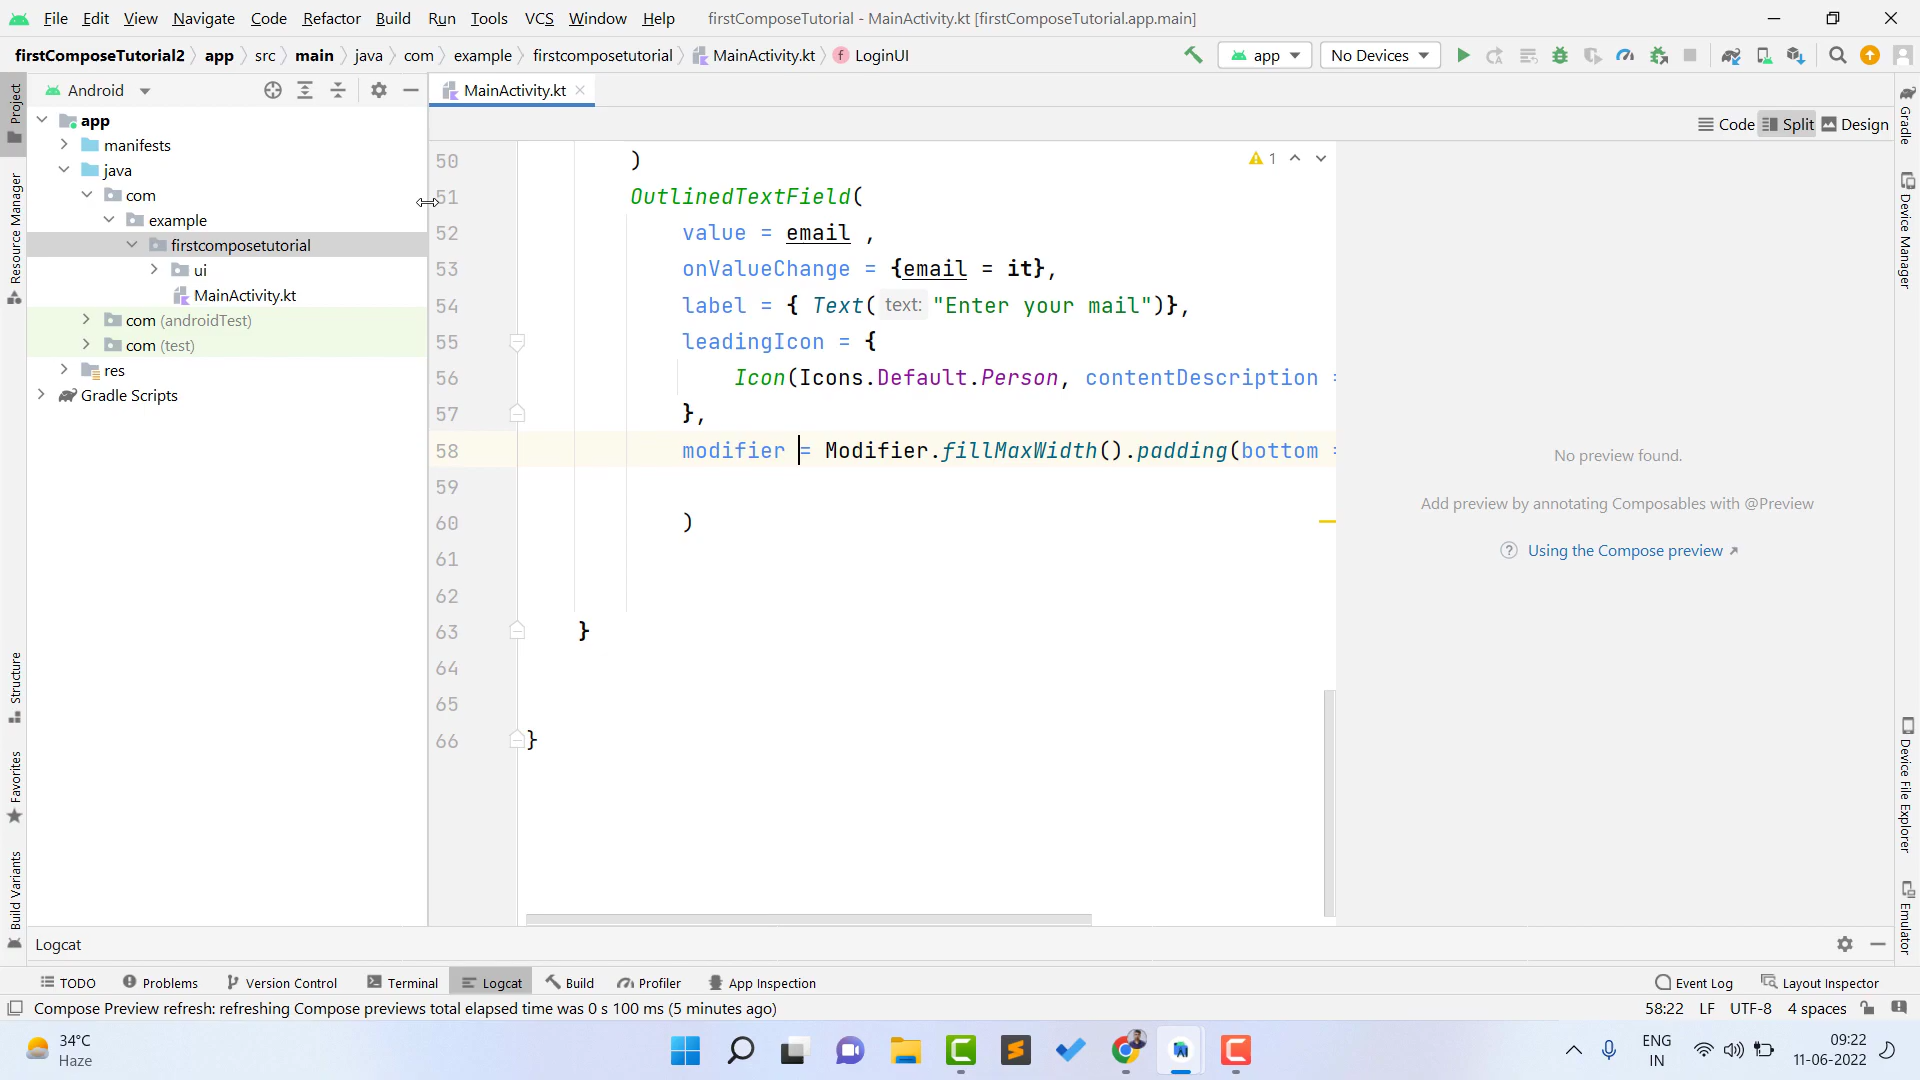 File Edit View Navigate Code Refactor Build Run Tools VCS Window Help firstComposeTutorial - MainActivity.kt [firstComposeTutorial.app.main]
firstComposeTutorial2 app src main java com example firstcomposetutorial MainActivity.kt LoginUI app No Devices
Android
MainActivity.kt
Code Split Design
Project
Resource Manager
Structure
Favorites
Build Variants
app
manifests
java
com
example
firstcomposetutorial
ui
MainActivity.kt
com (androidTest)
com (test)
res
Gradle Scripts
50 )
1
51 OutlinedTextField(
52 value = email ,
53 onValueChange = {email = it},
54 label = { Text( text: "Enter your mail")},
55 leadingIcon = {
56 Icon(Icons.Default.Person, contentDescription =
57 },
58 modifier = Modifier.fillMaxWidth().padding(bottom =
59
60 )
61
62
63 }
64
65
66 }
No preview found.
Add preview by annotating Composables with @Preview
Using the Compose preview
Gradle
Device Manager
Device File Explorer
Emulator
Logcat
TODO Problems Version Control Terminal Logcat Build Profiler App Inspection Event Log Layout Inspector
Compose Preview refresh: refreshing Compose previews total elapsed time was 0 s 100 ms (5 minutes ago) 58:22 LF UTF-8 4 spaces
34°C
Haze
ENG
IN
09:22
11-06-2022